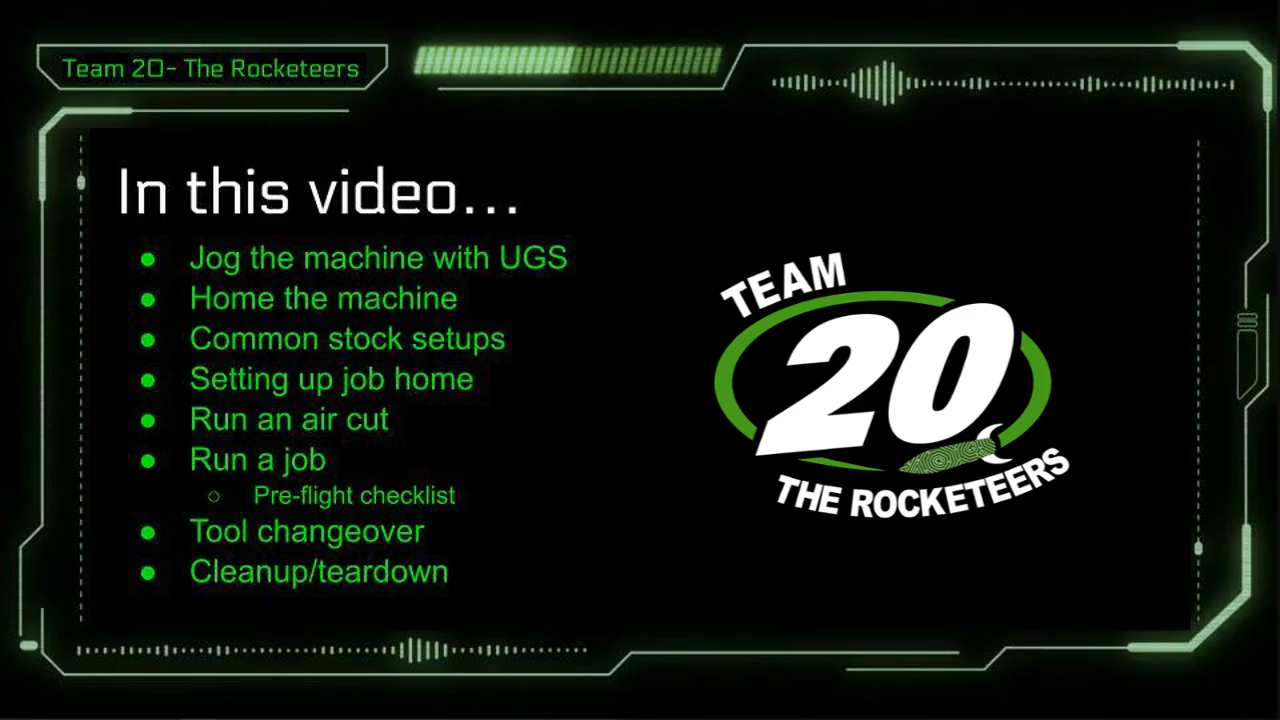 Team 20- The Rocketeers
In this video...
● Jog the machine with UGS
● Home the machine
● Common stock setups
● Setting up job home
● Run an air cut
● Run a job
○ Pre-flight checklist
● Tool changeover
● Cleanup/teardown
TEAM
20
THE ROCKETEERS